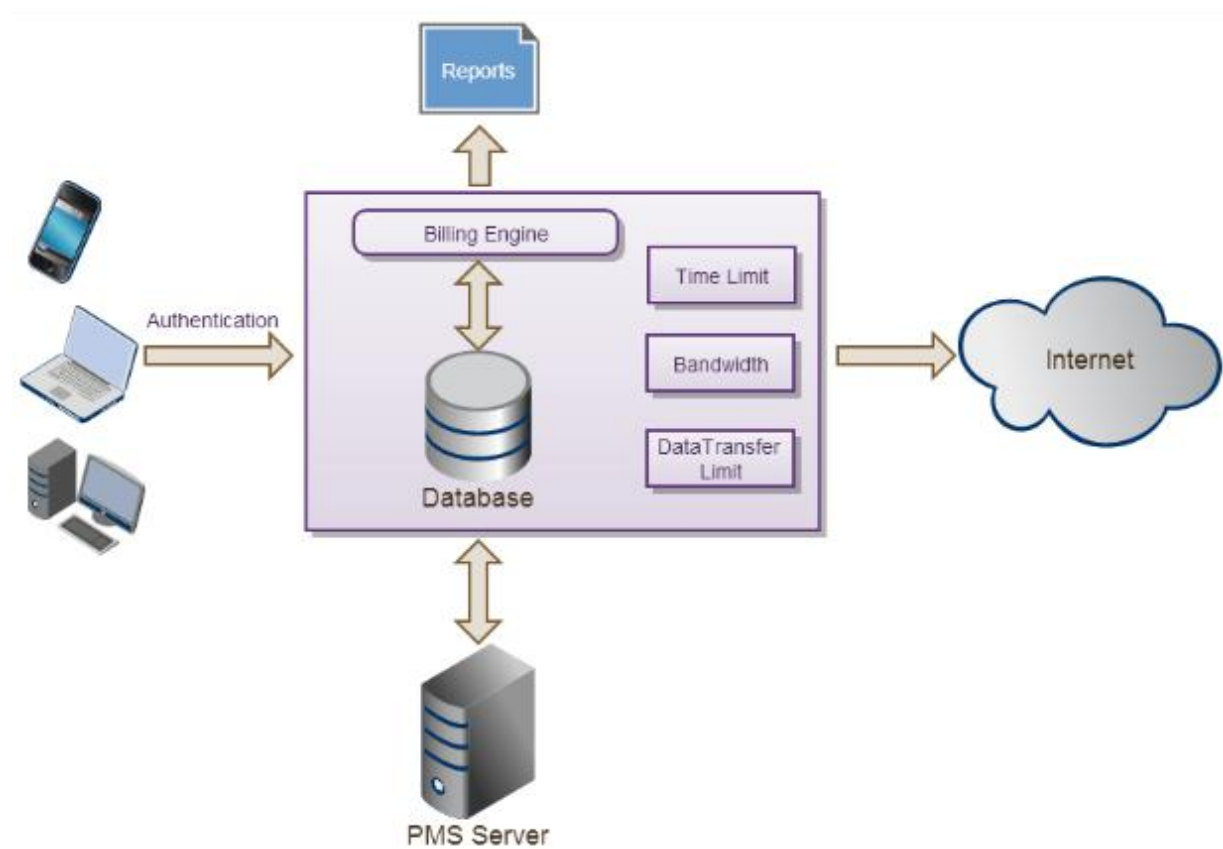 Reports
Billing Engine
Time Limit
Authentication
Bandwidth
Internet
DataTransfer
Limit
Database
PMS Server